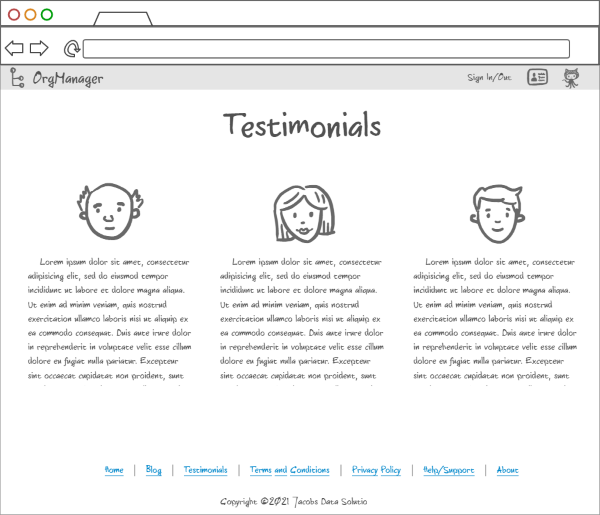 OrgManager
Sign In/Out
Testimonials
Lorem ipsum dolor sit amet, consectetur
adipisicing elit, sed do eiusmod tempor
incididunt ut labore et dolore magna aliqua.
Ut enim ad minim veniam, quis nostrud
exercitation ullamco laboris nisi ut aliquip ex
ea commodo consequat. Duis aute irure dolor
in reprehenderit in voluptate velit esse cillum
dolore eu fugiat nulla pariatur. Excepteur
sint occaecat cupidatat non proident, sunt
Lorem ipsum dolor sit amet, consectetur
adipisicing elit, sed do eiusmod tempor
incididunt ut labore et dolore magna aliqua.
Ut enim ad minim veniam, quis nostrud
exercitation ullamco laboris nisi ut aliquip ex
ea commodo consequat. Duis aute irure dolor
in reprehenderit in voluptate velit esse cillum
dolore eu fugiat nulla pariatur. Excepteur
sint occaecat cupidatat non proident, sunt
Lorem ipsum dolor sit amet, consectetur
adipisicing elit, sed do eiusmod tempor
incididunt ut labore et dolore magna aliqua.
Ut enim ad minim veniam, quis nostrud
exercitation ullamco laboris nisi ut aliquip ex
ea commodo consequat. Duis aute irure dolor
in reprehenderit in voluptate velit esse cillum
dolore eu fugiat nulla pariatur. Excepteur
sint occaecat cupidatat non proident, sunt
Home | Blog | Testimonials | Terms and Conditions | Privacy Policy | Help/Support | About
Copyright ©2021 Jacobs Data Solutio